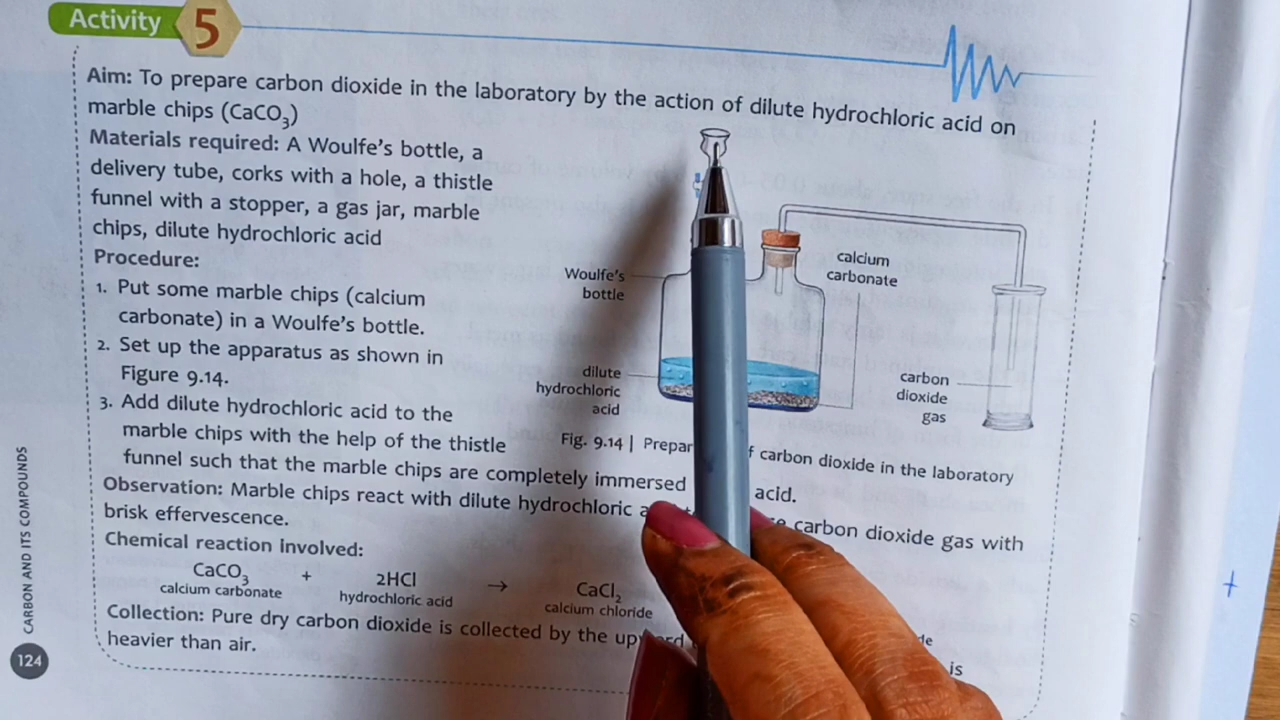 Activity 5
Aim: To prepare carbon dioxide in the laboratory by the action of dilute hydrochloric acid on
marble chips (CaCO₃)
Materials required: A Woulfe's bottle, a
delivery tube, corks with a hole, a thistle
funnel with a stopper, a gas jar, marble
chips, dilute hydrochloric acid
Procedure:
1. Put some marble chips (calcium
carbonate) in a Woulfe's bottle.
2. Set up the apparatus as shown in
Figure 9.14.
3. Add dilute hydrochloric acid to the
marble chips with the help of the thistle
funnel such that the marble chips are completely immersed acid.
Woulfe's
bottle
calcium
carbonate
dilute
hydrochloric
acid
carbon
dioxide
gas
Fig. 9.14 | carbon dioxide in the laboratory
Observation: Marble chips react with dilute hydrochloric carbon dioxide gas with
brisk effervescence.
Chemical reaction involved:
CaCO₃ + 2HCl → CaCl₂
calcium carbonate hydrochloric acid calcium chloride
Collection: Pure dry carbon dioxide is collected by the is
heavier than air.
CARBON AND ITS COMPOUNDS
124